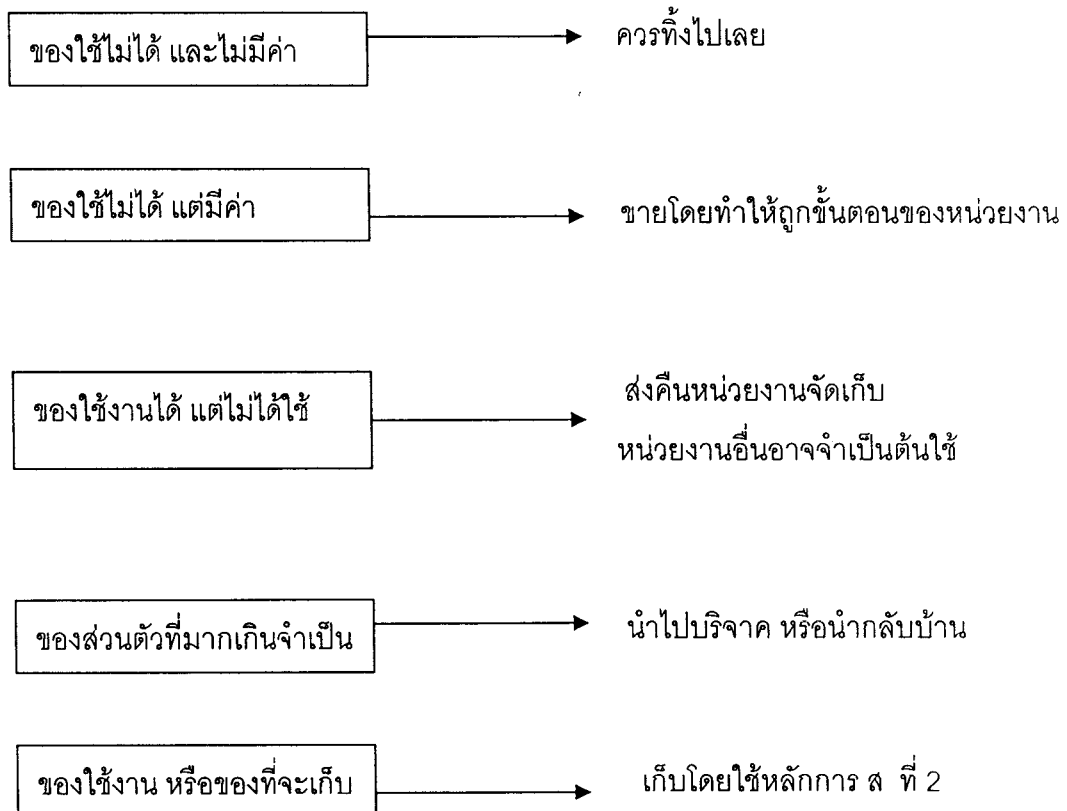 ของใช้ไม่ได้ และไม่มีค่า
ควรทิ้งไปเลย
ของใช้ไม่ได้ แต่มีค่า
ขายโดยทำให้ถูกขั้นตอนของหน่วยงาน
ของใช้งานได้ แต่ไม่ได้ใช้
ส่งคืนหน่วยงานจัดเก็บ
หน่วยงานอื่นอาจจำเป็นต้นใช้
ของส่วนตัวที่มากเกินจำเป็น
นำไปบริจาค หรือนำกลับบ้าน
ของใช้งาน หรือของที่จะเก็บ
เก็บโดยใช้หลักการ ส ที่ 2